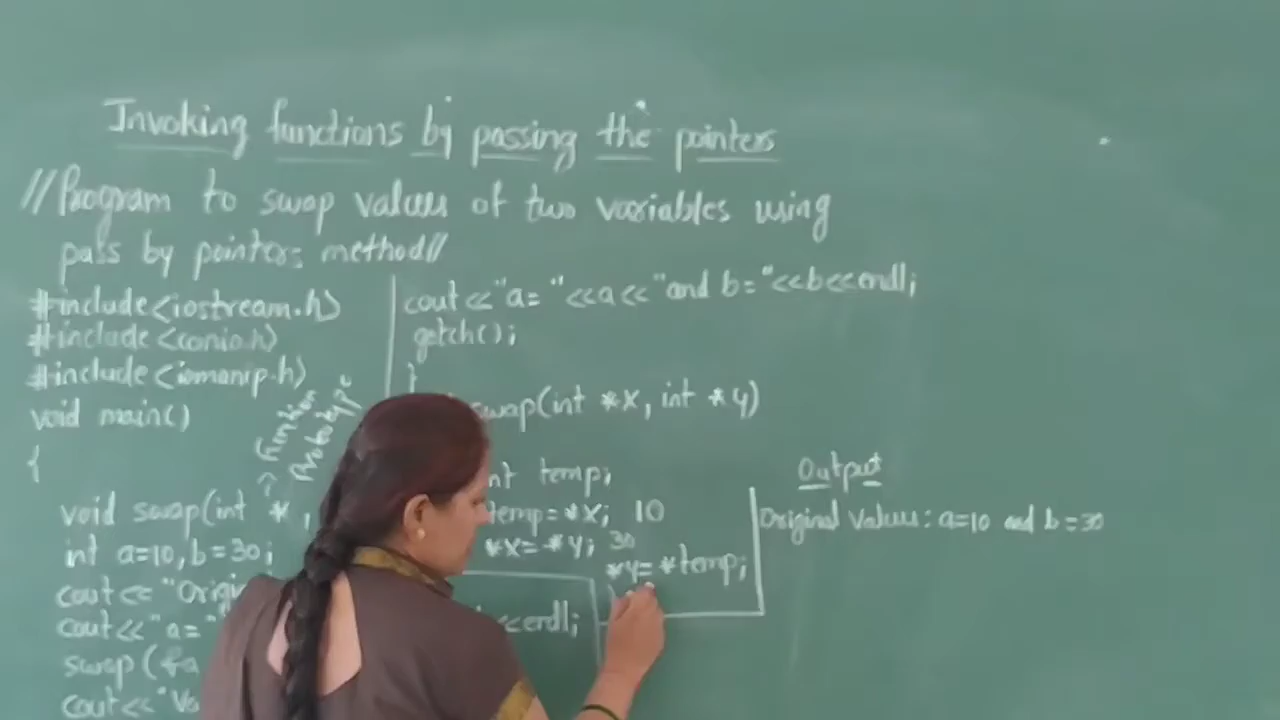 Invoking functions by passing the pointers
//Program to swap values of two variables using
pass by pointers method//
#include<iostream.h>
#include<conio.h>
#include<iomanip.h>
void main()
{
→ function
Prototype
void swap(int * ,
int a=10,b=30;
cout<< "Orig
cout<<"a="
swap(&a
cout<<"Va
cout<<"a= "<<a<<"and b= "<<b<<endl;
getch();
}
swap(int *x, int *y)
int temp;
temp=*x; 10
*x=*y; 30
*y= *temp;
<endl;
Output
Original Values: a=10 and b=30